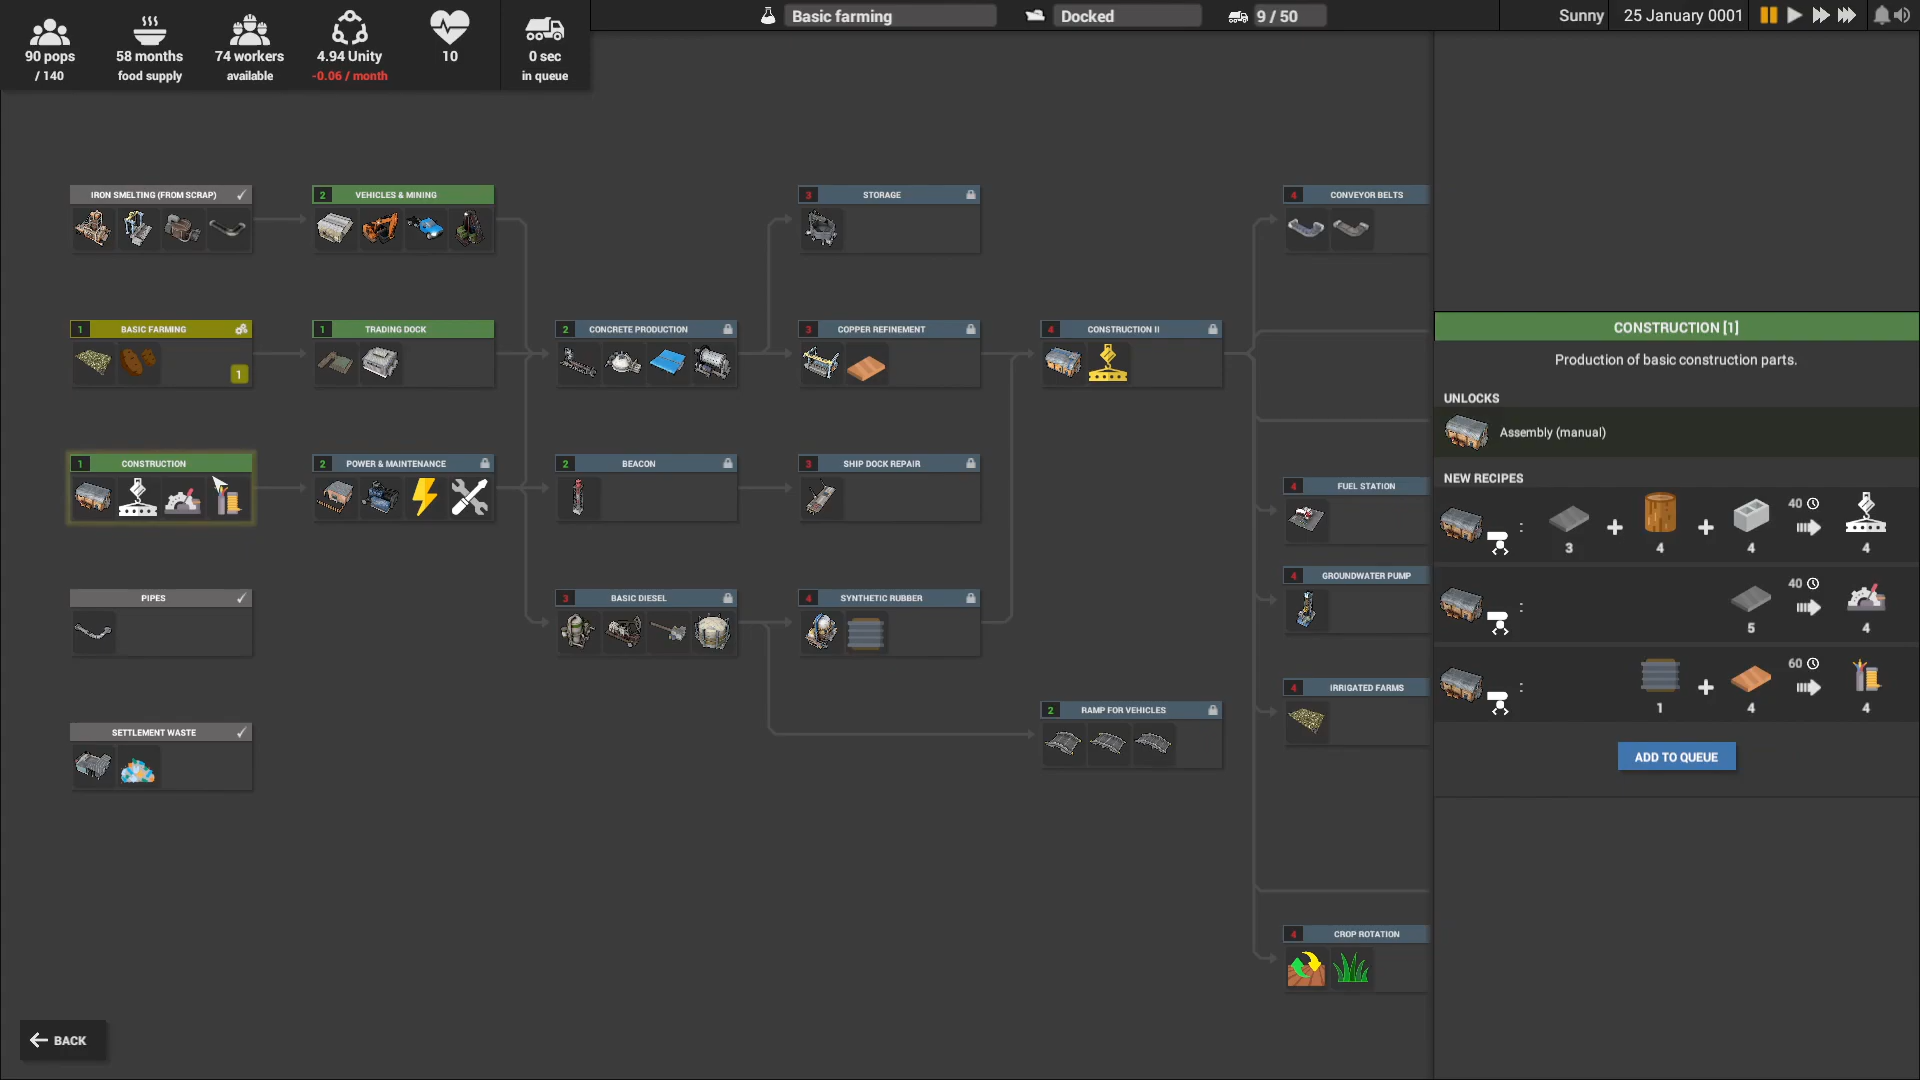 90 pops
/ 140
58 months
food supply
74 workers
available
4.94 Unity
-0.06 / month
10
0 sec
in queue
Basic farming
Docked
9 / 50
Sunny
25 January 0001
IRON SMELTING (FROM SCRAP)
2 VEHICLES & MINING
3 STORAGE
4 CONVEYOR BELTS
1 BASIC FARMING
1
1 TRADING DOCK
2 CONCRETE PRODUCTION
3 COPPER REFINEMENT
4 CONSTRUCTION II
1 CONSTRUCTION
2 POWER & MAINTENANCE
2 BEACON
3 SHIP DOCK REPAIR
4 FUEL STATION
4 GROUNDWATER PUMP
PIPES
3 BASIC DIESEL
4 SYNTHETIC RUBBER
4 IRRIGATED FARMS
SETTLEMENT WASTE
2 RAMP FOR VEHICLES
4 CROP ROTATION
CONSTRUCTION [1]
Production of basic construction parts.
UNLOCKS
Assembly (manual)
NEW RECIPES
: + + 40
3 4 4 4
: 40
5 4
: + 60
1 4 4
ADD TO QUEUE
BACK